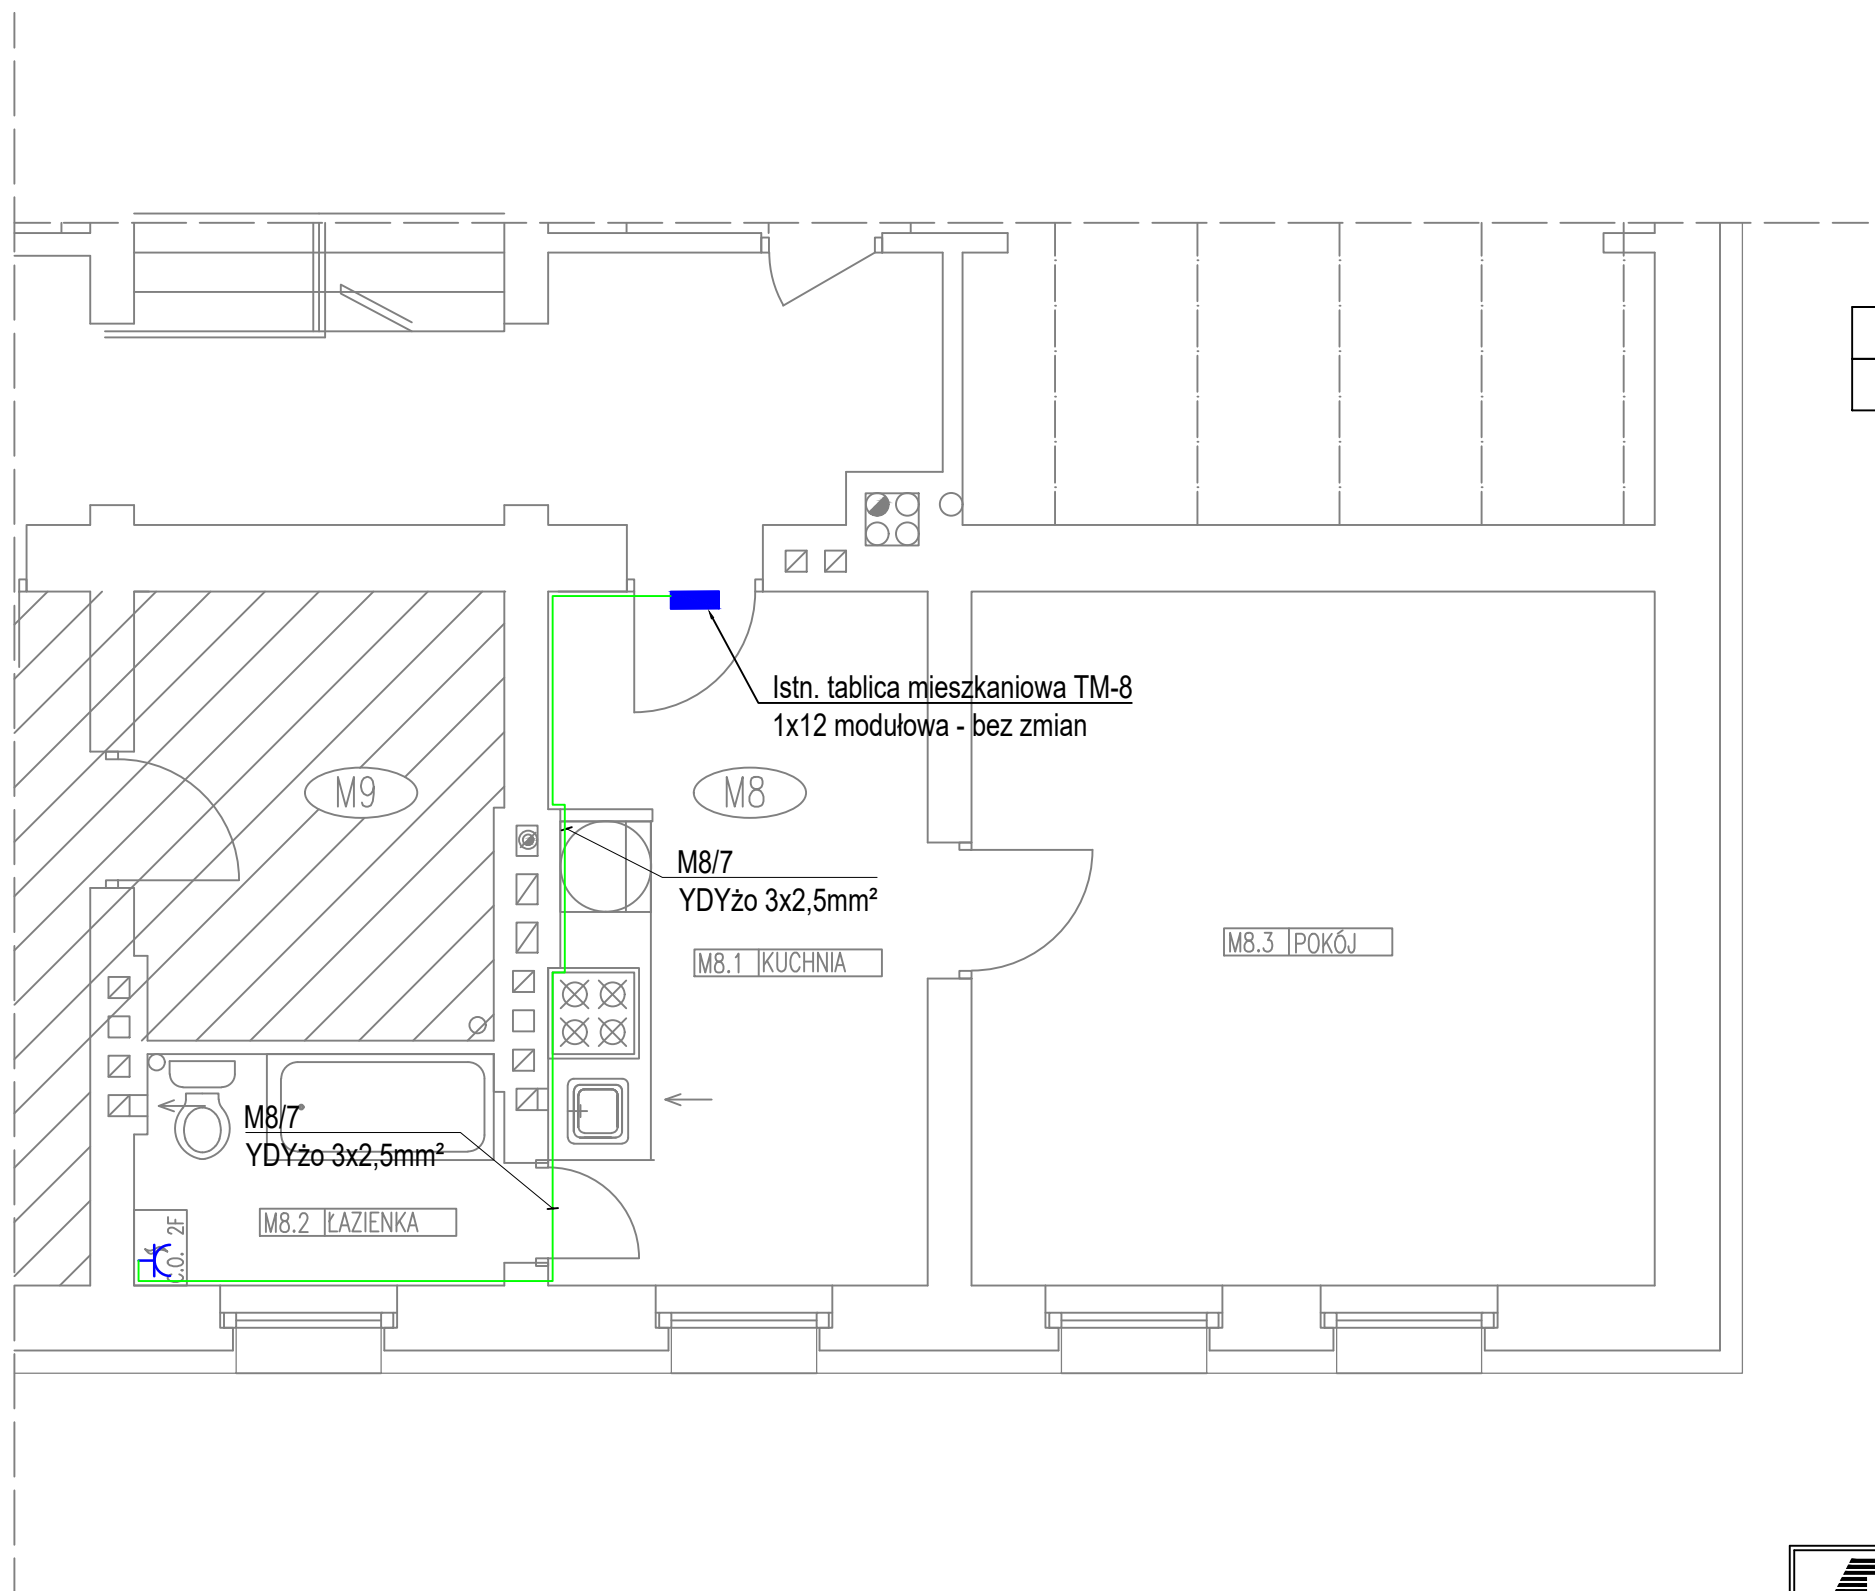 Istn. tablica mieszkaniowa TM-8
1x12 modułowa - bez zmian
M9
M8
M8/7
YDYżo 3x2,5mm²
M8.3 POKÓJ
M8.1 KUCHNIA
M8/7
YDYżo 3x2,5mm²
M8.2 ŁAZIENKA
C.O. 2F